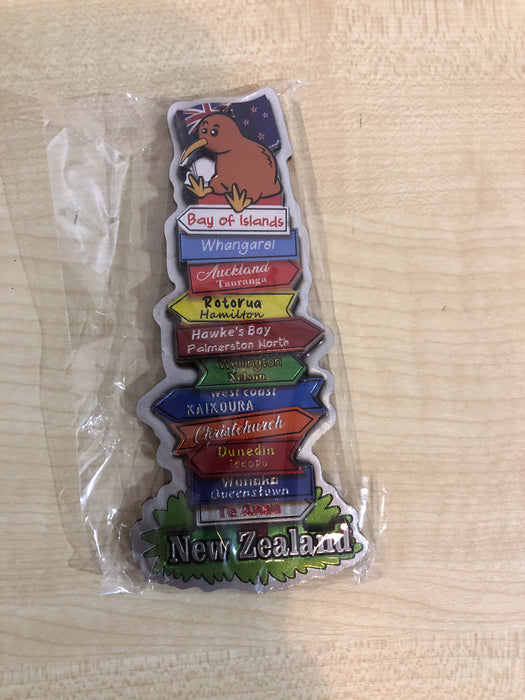 Bay of Islands
Whangarei
Auckland
Tauranga
Rotorua
Hamilton
Hawke's Bay
Palmerston North
Wellington
Nelson
West coast
KAIKOURA
Christchurch
Dunedin
Tekapo
Wanaka
Queenstown
Te Anau
New Zealand